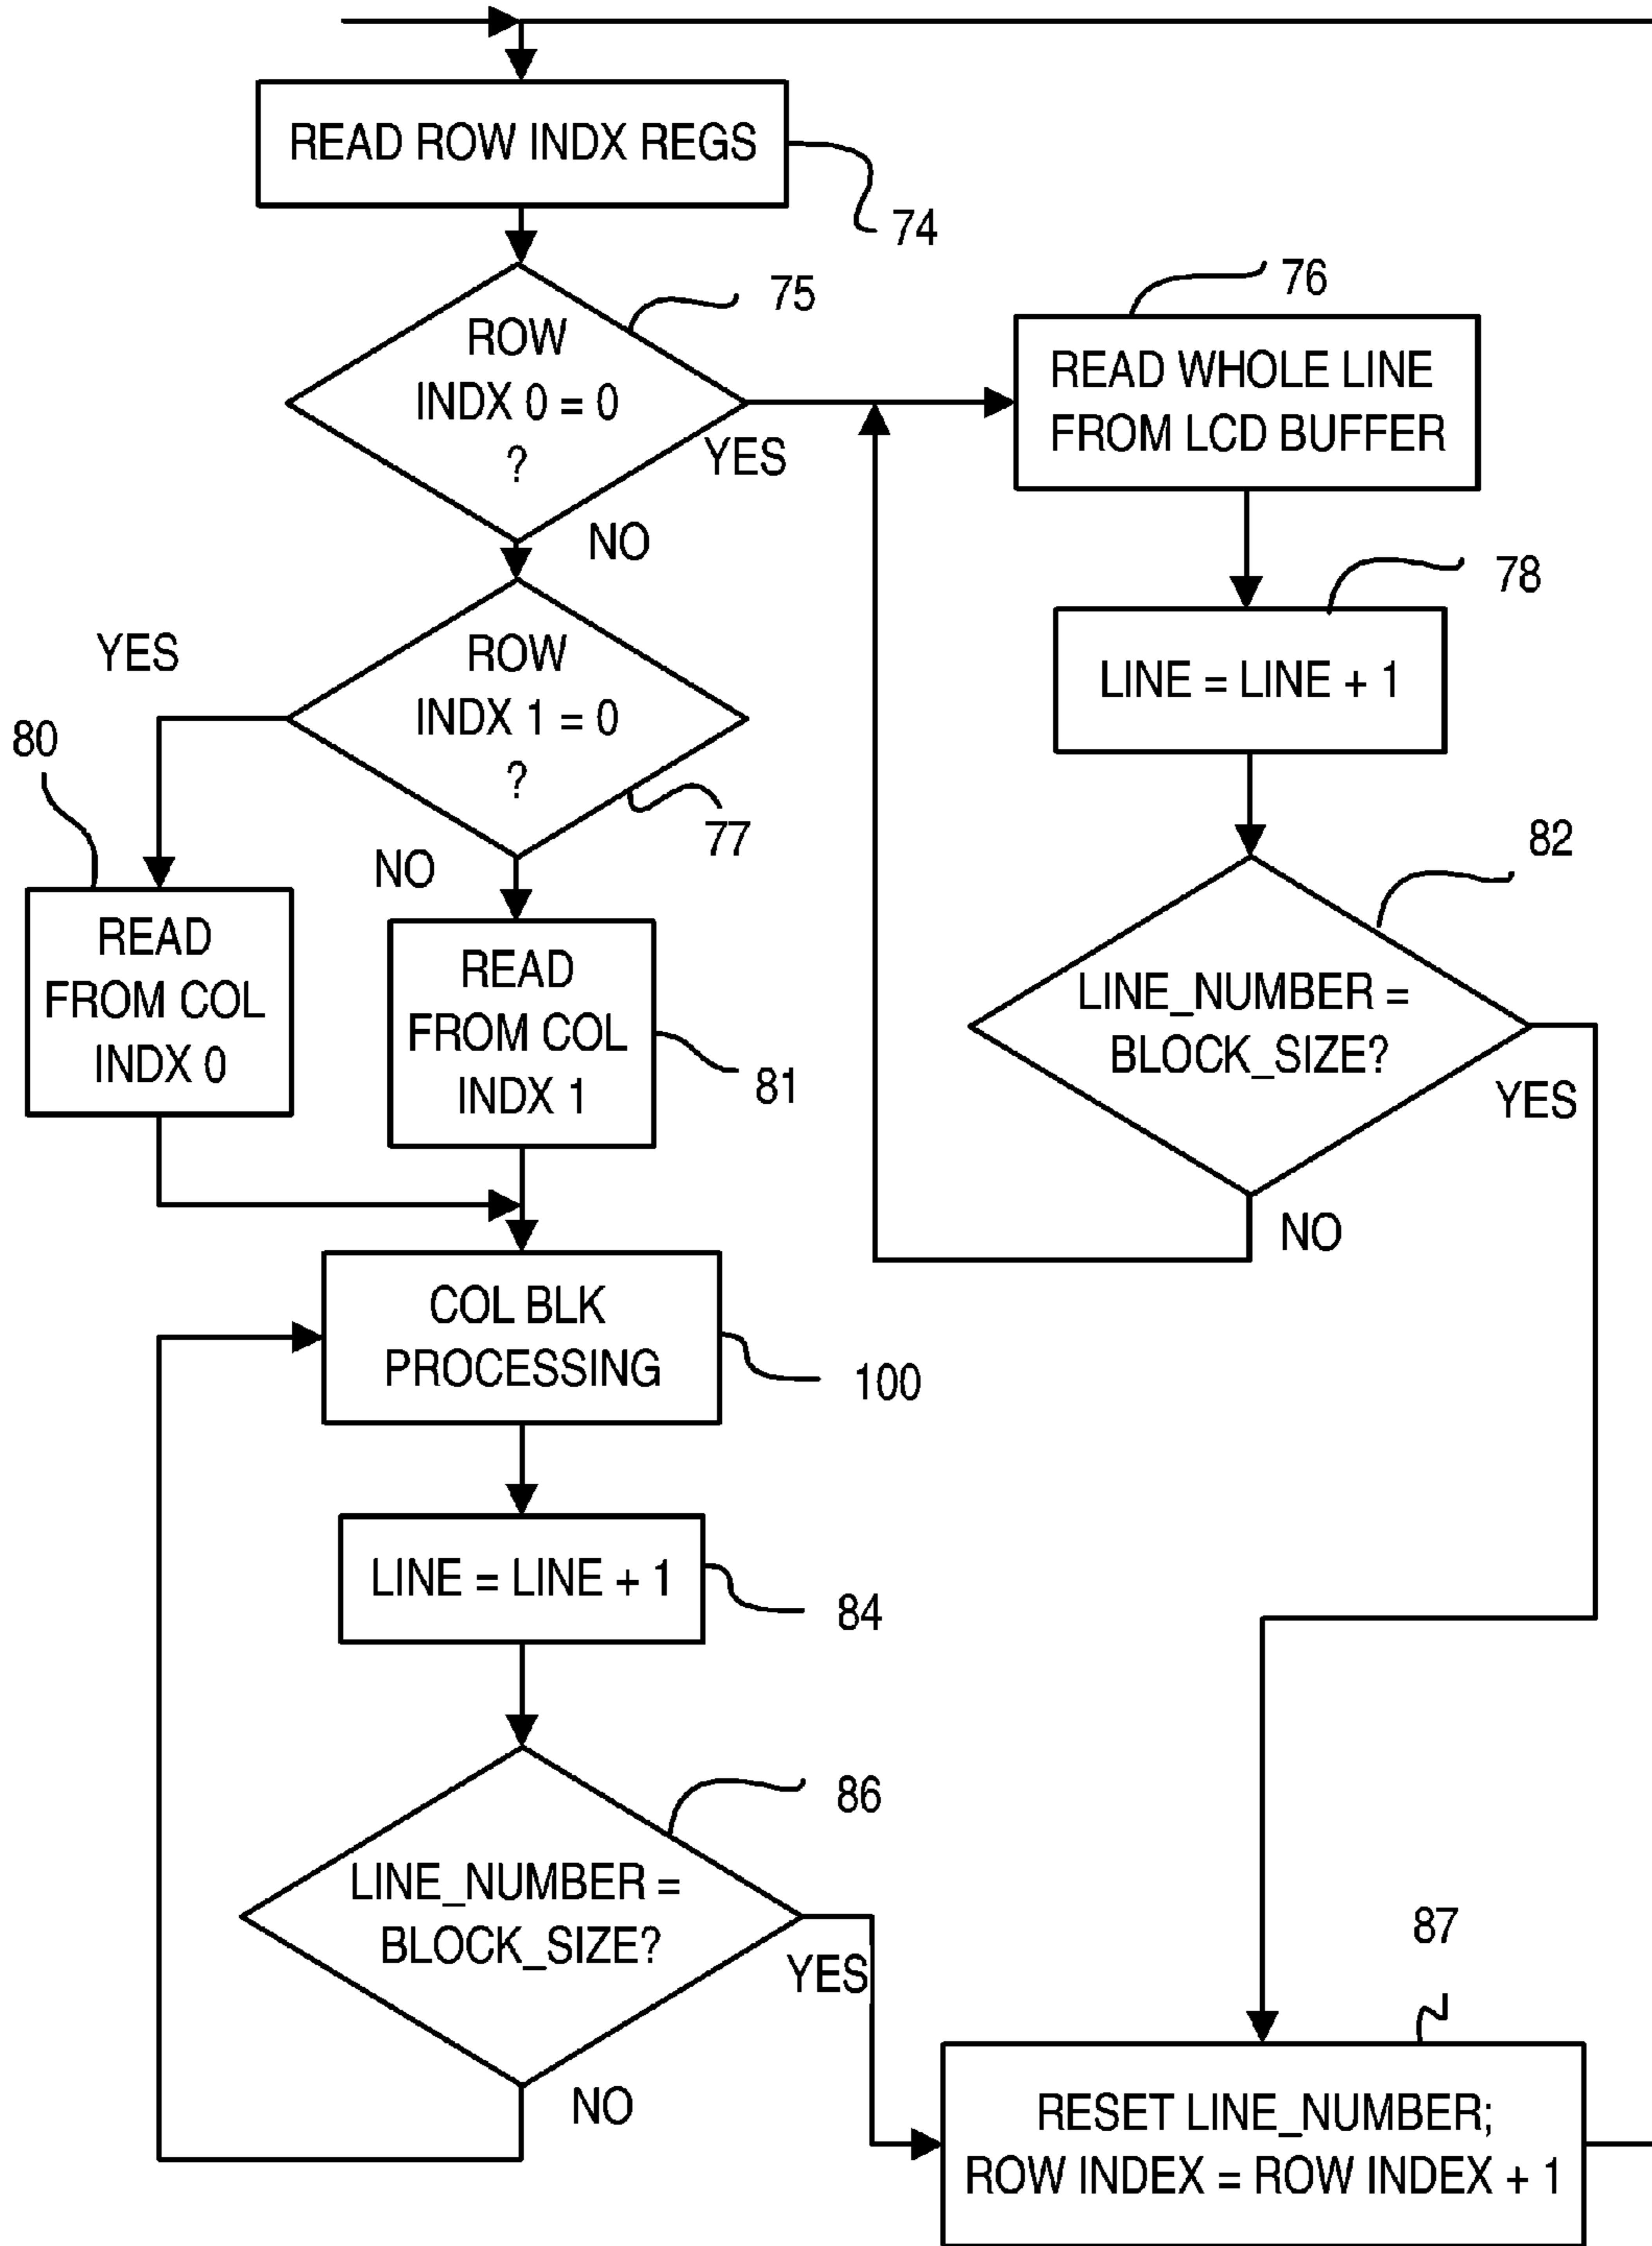 READ ROW INDX REGS
74
75
ROW
INDX 0 = 0
?
YES
NO
76
READ WHOLE LINE
FROM LCD BUFFER
78
LINE = LINE + 1
YES
ROW
INDX 1 = 0
?
77
NO
80
READ
FROM COL
INDX 0
READ
FROM COL
INDX 1
81
82
LINE_NUMBER =
BLOCK_SIZE?
YES
NO
COL BLK
PROCESSING
100
LINE = LINE + 1
84
86
LINE_NUMBER =
BLOCK_SIZE?
YES
NO
87
RESET LINE_NUMBER;
ROW INDEX = ROW INDEX + 1